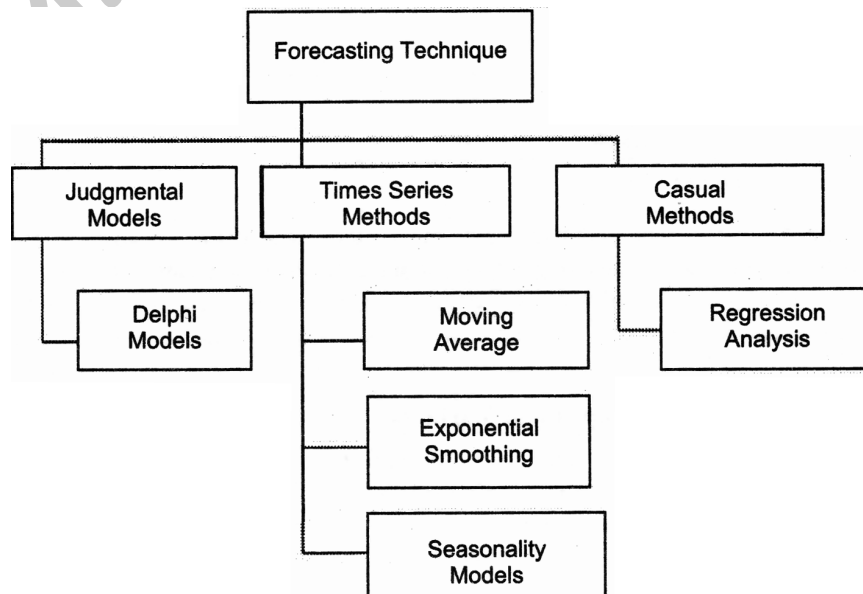 Forecasting Technique
Judgmental
Models
Times Series
Methods
Casual
Methods
Delphi
Models
Moving
Average
Regression
Analysis
Exponential
Smoothing
Seasonality
Models